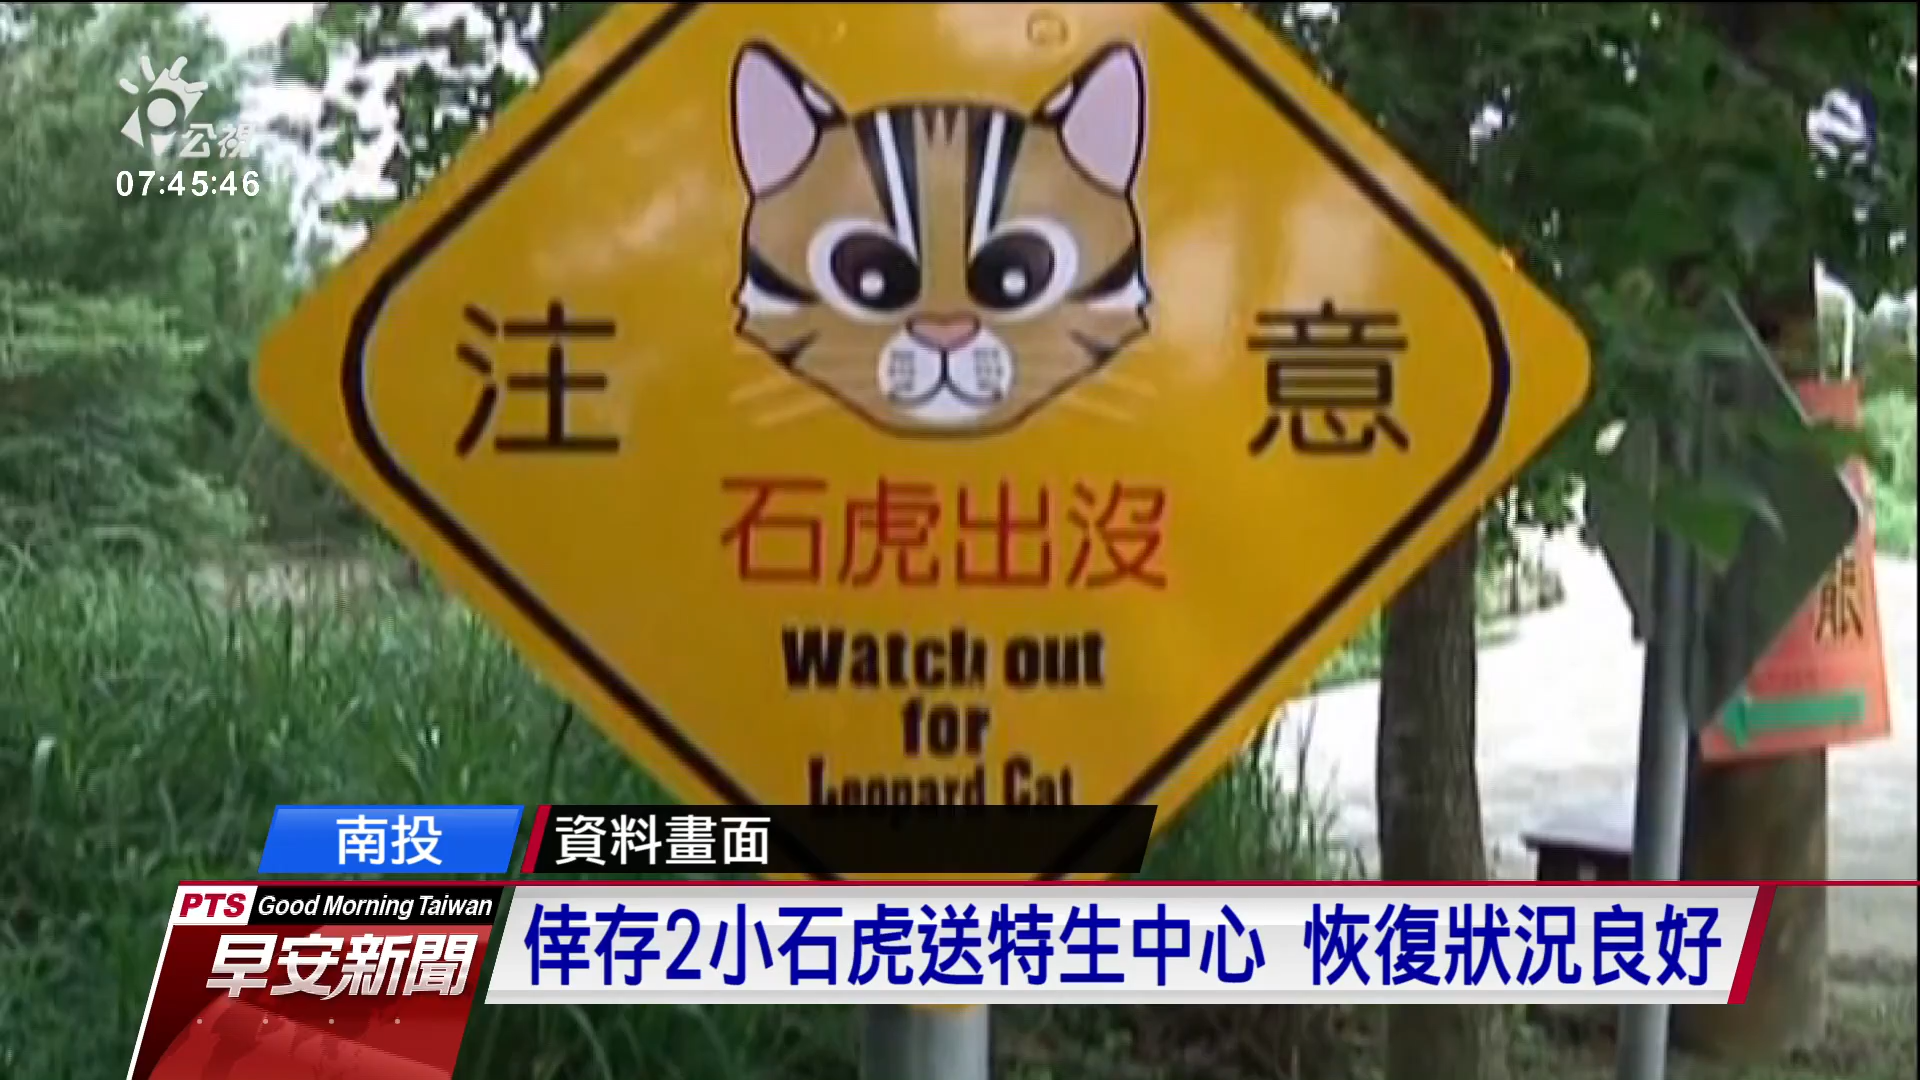 公視
07:45:46
注 意
石虎出沒
Watch out
for
Leopard Cat
南投
資料畫面
PTS Good Morning Taiwan
早安新聞
倖存2小石虎送特生中心 恢復狀況良好